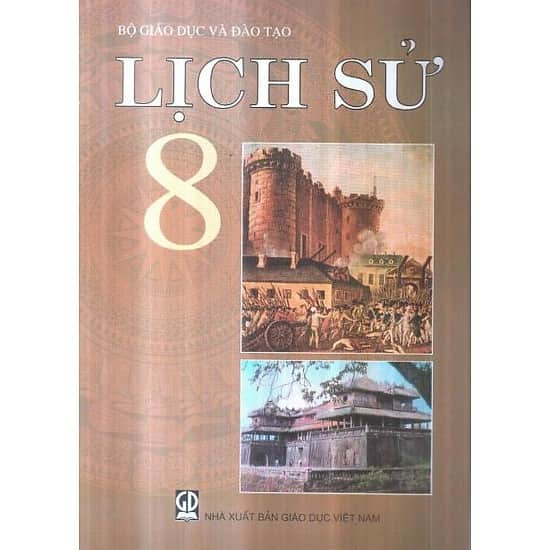 BỘ GIÁO DỤC VÀ ĐÀO TẠO
LỊCH SỬ
8
GD
NHÀ XUẤT BẢN GIÁO DỤC VIỆT NAM